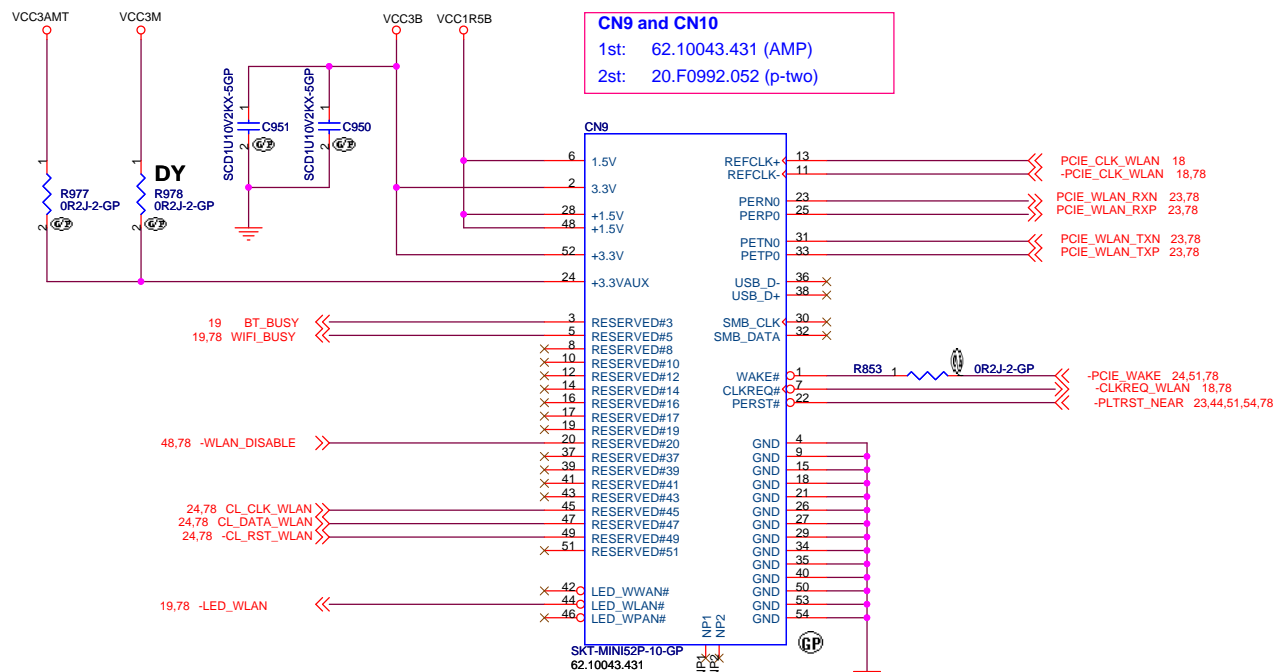 VCC3AMT
VCC3M
VCC3B
VCC1R5B
CN9 and CN10
1st: 62.10043.431 (AMP)
2st: 20.F0992.052 (p-two)
SCD1U10V2KX-5GP
1
2
C951
SCD1U10V2KX-5GP
1
2
C950
1
R977
0R2J-2-GP
2
DY
1
R978
0R2J-2-GP
2
CN9
6 1.5V
2 3.3V
28 +1.5V
48 +1.5V
52 +3.3V
24 +3.3VAUX
19 BT_BUSY 3 RESERVED#3
19,78 WIFI_BUSY 5 RESERVED#5
8 RESERVED#8
10 RESERVED#10
12 RESERVED#12
14 RESERVED#14
16 RESERVED#16
17 RESERVED#17
19 RESERVED#19
48,78 -WLAN_DISABLE 20 RESERVED#20
37 RESERVED#37
39 RESERVED#39
41 RESERVED#41
43 RESERVED#43
24,78 CL_CLK_WLAN 45 RESERVED#45
24,78 CL_DATA_WLAN 47 RESERVED#47
24,78 -CL_RST_WLAN 49 RESERVED#49
51 RESERVED#51
42 LED_WWAN#
19,78 -LED_WLAN 44 LED_WLAN#
46 LED_WPAN#
REFCLK+ 13 PCIE_CLK_WLAN 18
REFCLK- 11 -PCIE_CLK_WLAN 18,78
PERN0 23 PCIE_WLAN_RXN 23,78
PERP0 25 PCIE_WLAN_RXP 23,78
PETN0 31 PCIE_WLAN_TXN 23,78
PETP0 33 PCIE_WLAN_TXP 23,78
USB_D- 36
USB_D+ 38
SMB_CLK 30
SMB_DATA 32
WAKE# 1 R853 1 0R2J-2-GP -PCIE_WAKE 24,51,78
CLKREQ# 7 -CLKREQ_WLAN 18,78
PERST# 22 -PLTRST_NEAR 23,44,51,54,78
GND 4
GND 9
GND 15
GND 18
GND 21
GND 26
GND 27
GND 29
GND 34
GND 35
GND 40
GND 50
GND 53
GND 54
NP1
NP2
NP1
NP2
GP
SKT-MINI52P-10-GP
62.10043.431